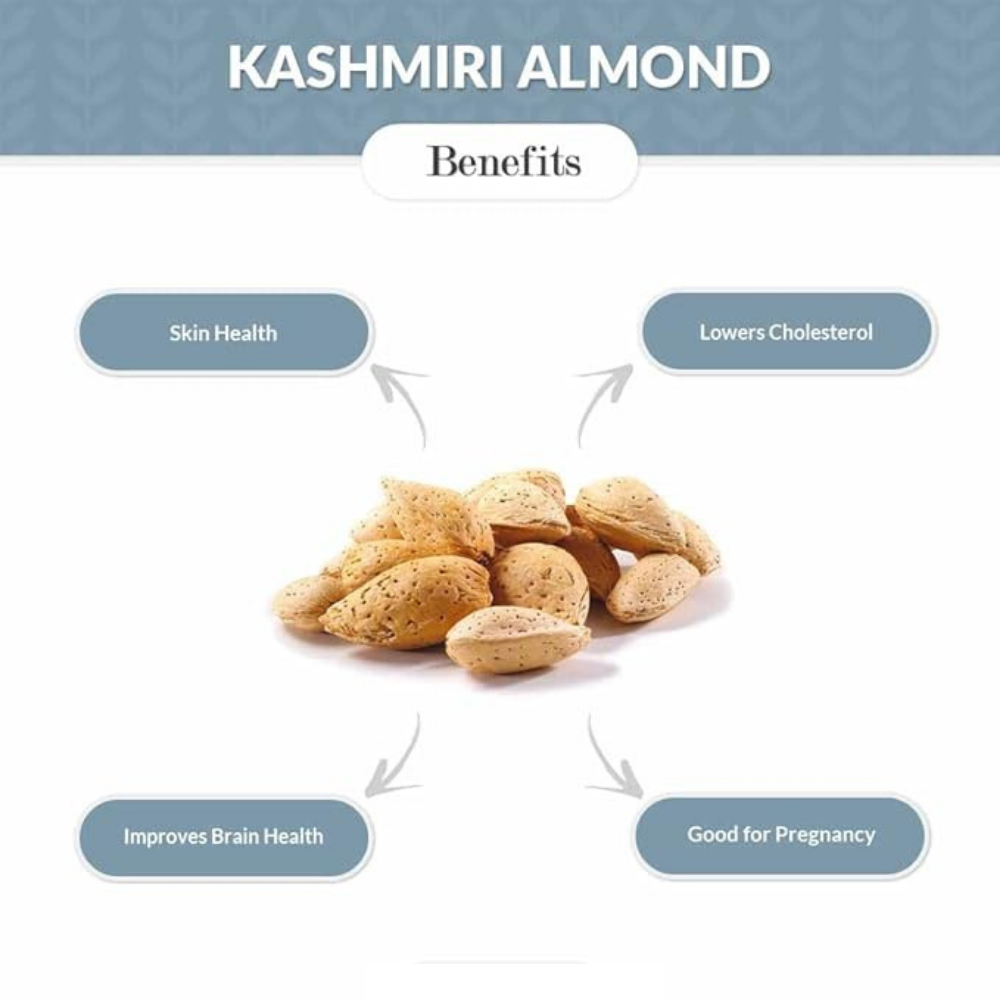 KASHMIRI ALMOND
Benefits
Skin Health
Lowers Cholesterol
Improves Brain Health
Good for Pregnancy